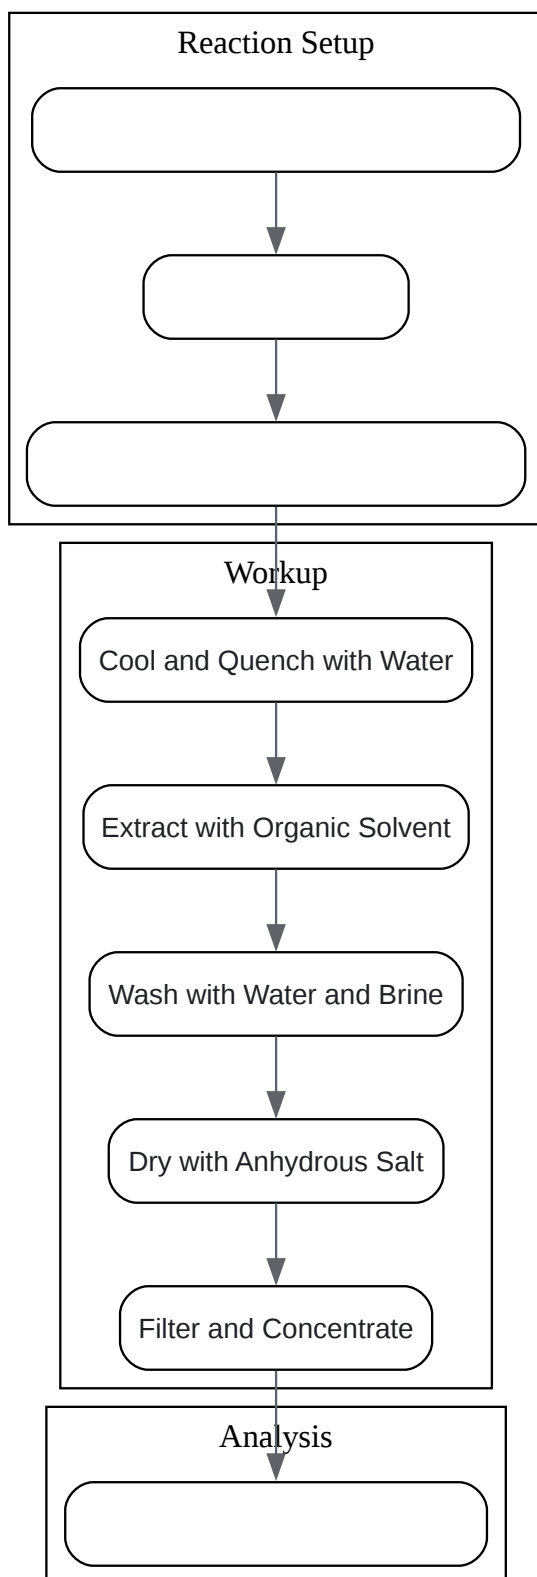 Reaction Setup
Workup
Cool and Quench with Water
Extract with Organic Solvent
Wash with Water and Brine
Dry with Anhydrous Salt
Filter and Concentrate
Analysis